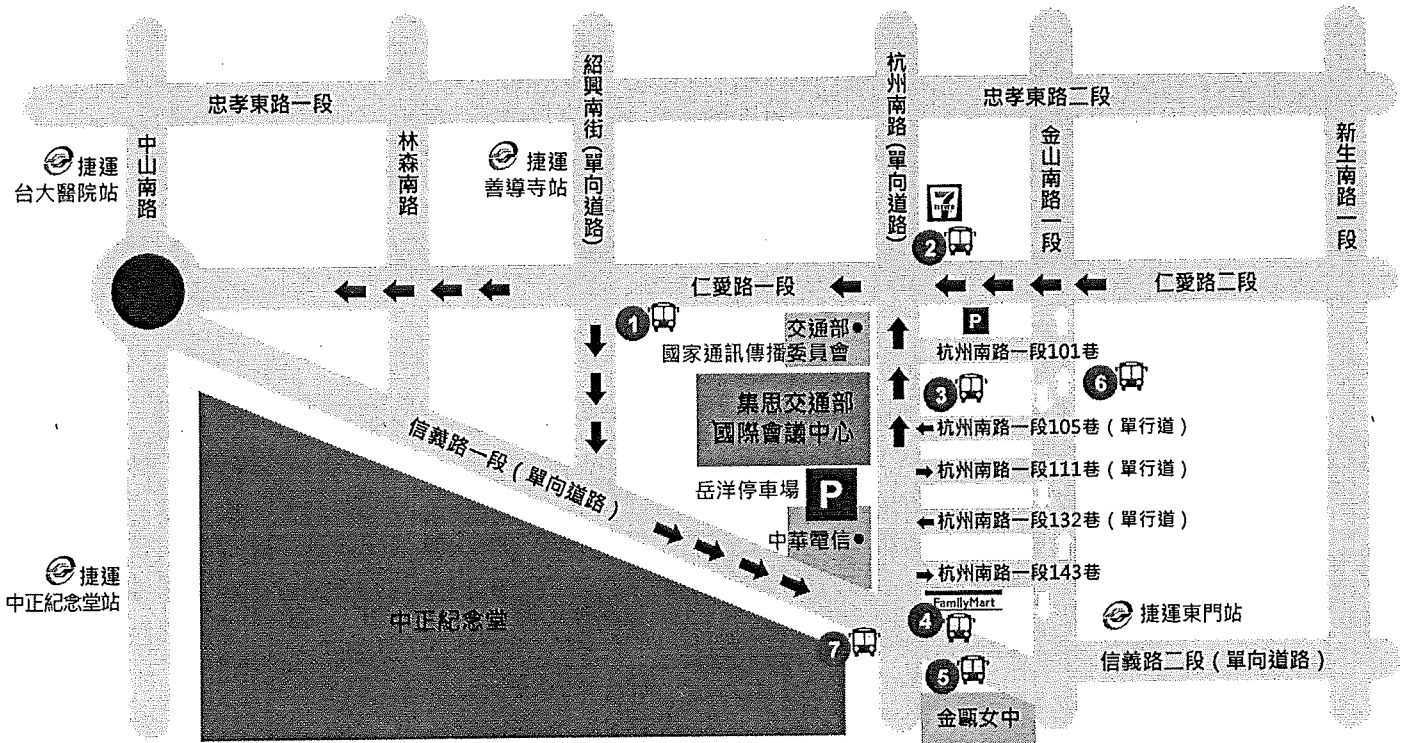 忠孝東路一段
忠孝東路二段
中山南路
林森南路
紹興南街(單向道路)
杭州南路(單向道路)
金山南路一段
新生南路一段
捷運
台大醫院站
捷運
善導寺站
7
ELEVEN
2
仁愛路一段
仁愛路二段
1
交通部
國家通訊傳播委員會
P
杭州南路一段101巷
3
6
集思交通部
國際會議中心
杭州南路一段105巷(單行道)
信義路一段(單向道路)
杭州南路一段111巷(單行道)
岳洋停車場
P
杭州南路一段132巷(單行道)
中華電信
杭州南路一段143巷
FamilyMart
捷運
中正紀念堂站
中正紀念堂
4
捷運東門站
7
5
信義路二段(單向道路)
金甌女中